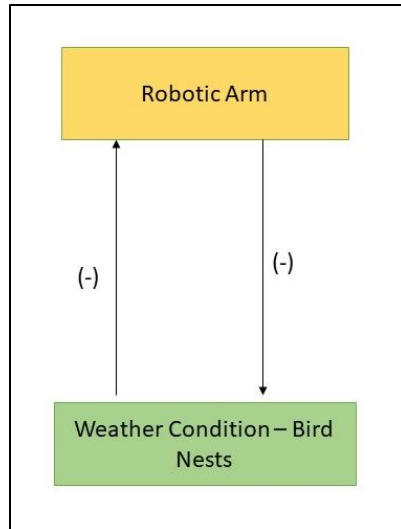 Robotic Arm
(-)
(-)
Weather Condition – Bird
Nests